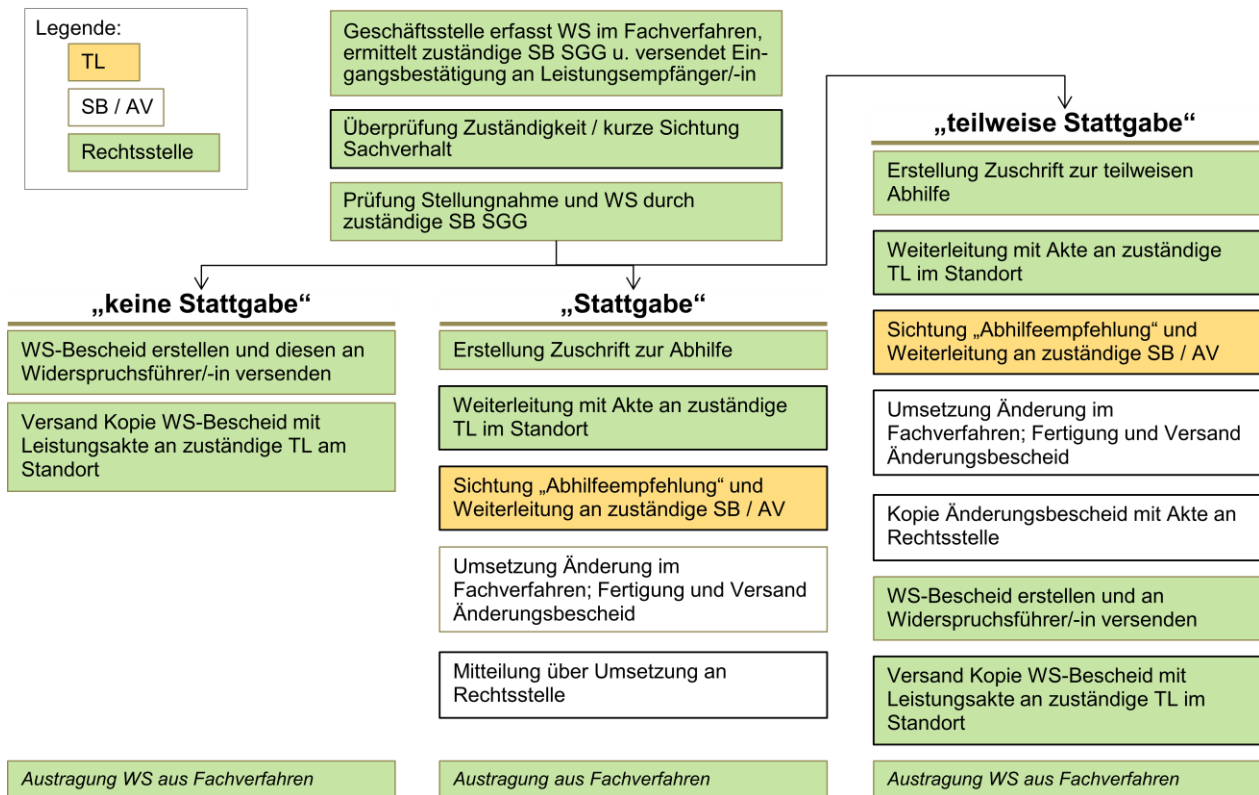 Legende:
TL
SB / AV
Rechtsstelle
Geschäftsstelle erfasst WS im Fachverfahren,
ermittelt zuständige SB SGG u. versendet Ein-
gangsbestätigung an Leistungsempfänger/-in
Überprüfung Zuständigkeit / kurze Sichtung
Sachverhalt
Prüfung Stellungnahme und WS durch
zuständige SB SGG
„keine Stattgabe“
WS-Bescheid erstellen und diesen an
Widerspruchsführer/-in versenden
Versand Kopie WS-Bescheid mit
Leistungsakte an zuständige TL am
Standort
Austragung WS aus Fachverfahren
„Stattgabe“
Erstellung Zuschrift zur Abhilfe
Weiterleitung mit Akte an zuständige
TL im Standort
Sichtung „Abhilfeempfehlung“ und
Weiterleitung an zuständige SB / AV
Umsetzung Änderung im
Fachverfahren; Fertigung und Versand
Änderungsbescheid
Mitteilung über Umsetzung an
Rechtsstelle
Austragung aus Fachverfahren
„teilweise Stattgabe“
Erstellung Zuschrift zur teilweisen
Abhilfe
Weiterleitung mit Akte an zuständige
TL im Standort
Sichtung „Abhilfeempfehlung“ und
Weiterleitung an zuständige SB / AV
Umsetzung Änderung im
Fachverfahren; Fertigung und Versand
Änderungsbescheid
Kopie Änderungsbescheid mit Akte an
Rechtsstelle
WS-Bescheid erstellen und an
Widerspruchsführer/-in versenden
Versand Kopie WS-Bescheid mit
Leistungsakte an zuständige TL im
Standort
Austragung WS aus Fachverfahren